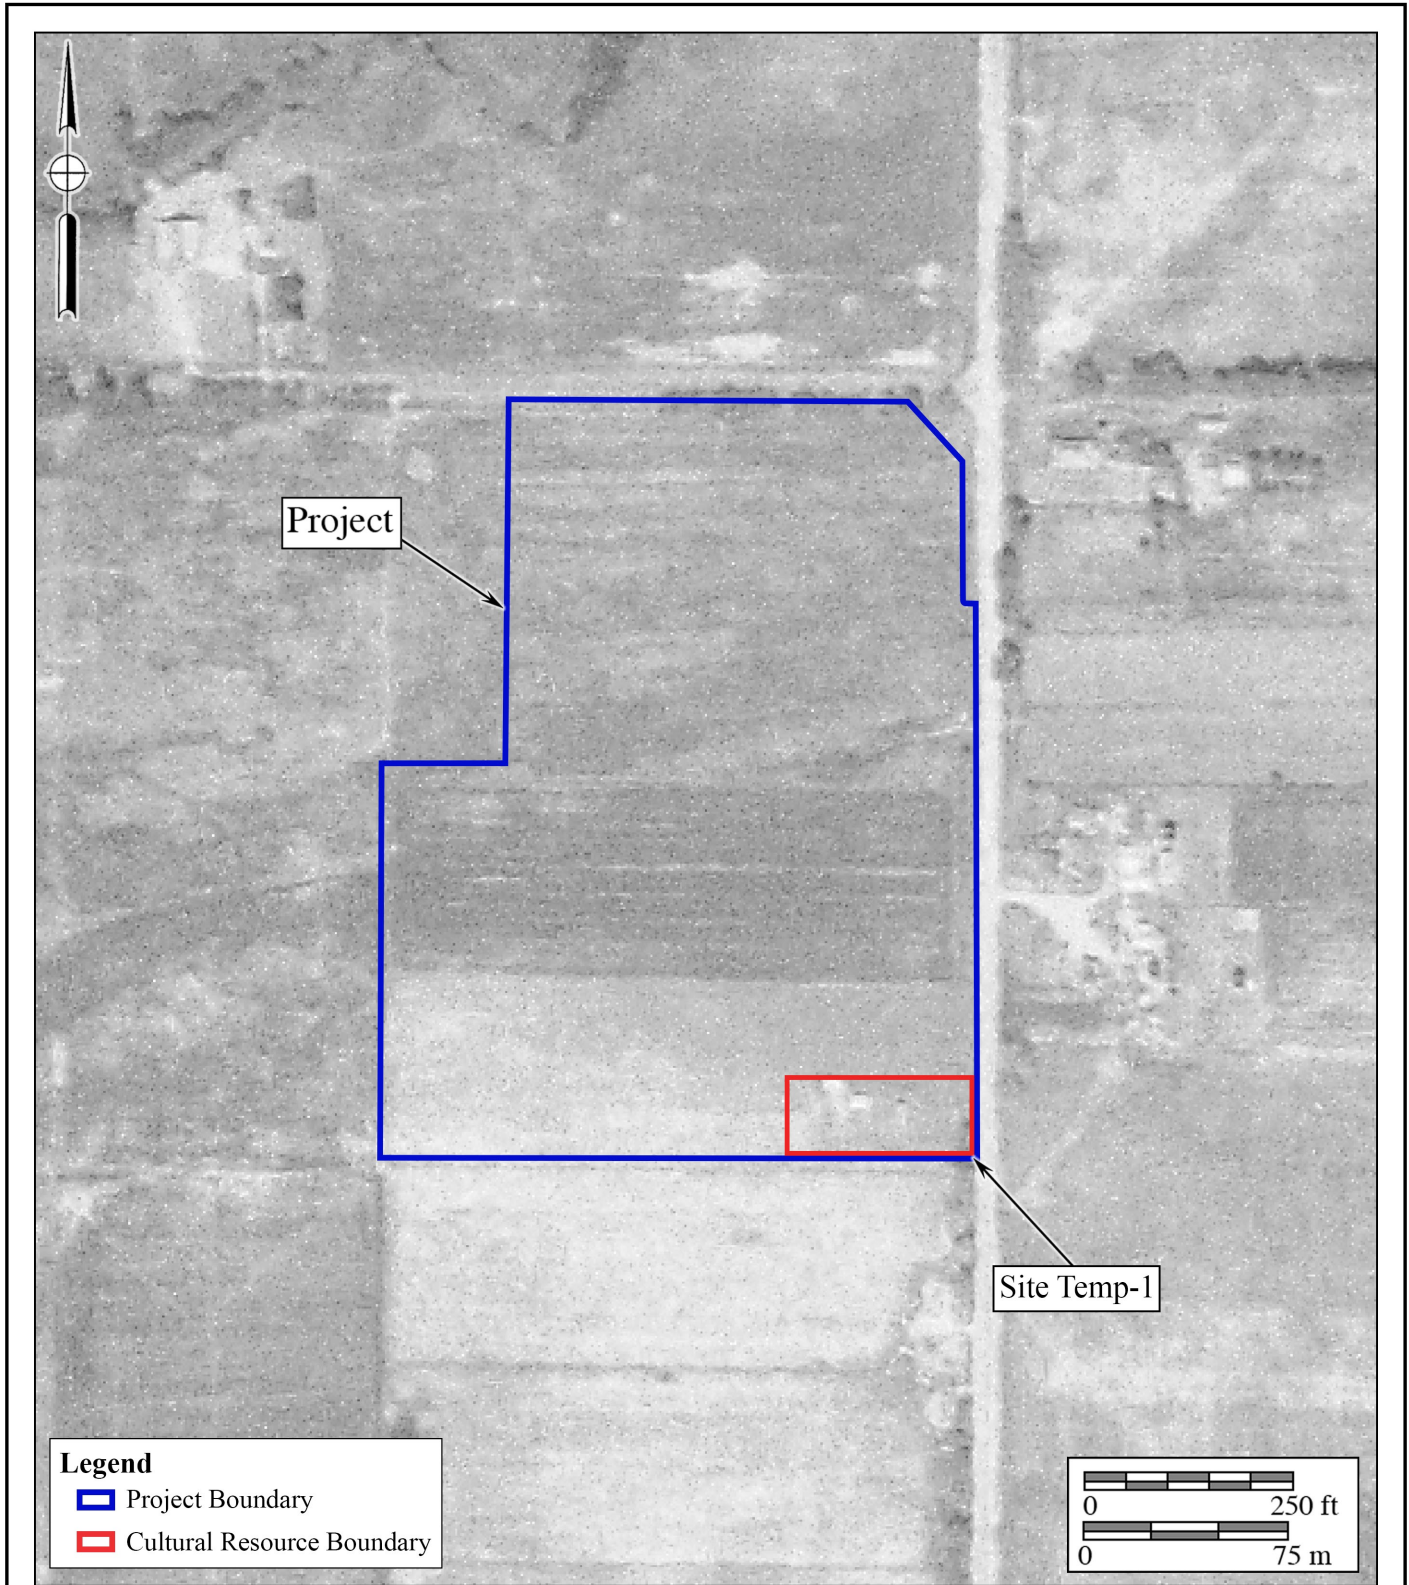 Project
Site Temp-1
Legend
Project Boundary
Cultural Resource Boundary
0 250 ft
0 75 m